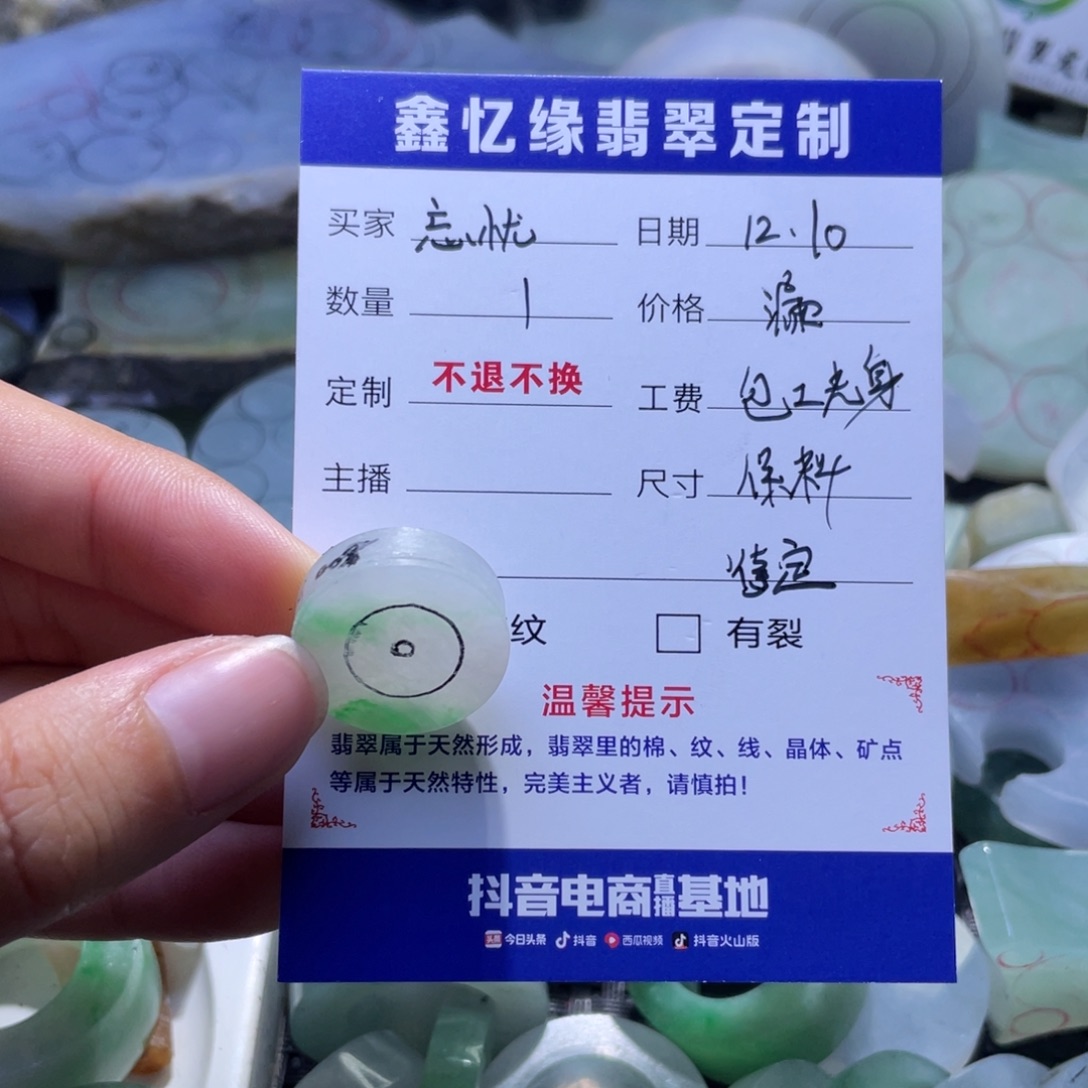 鑫忆缘翡翠定制
买家 忘忧 日期 12.10
数量 1 价格 漏
定制 不退不换 工费 包工光身
主播 尺寸 保料
待定
纹 有裂
温馨提示
翡翠属于天然形成，翡翠里的棉、纹、线、晶体、矿点
等属于天然特性，完美主义者，请慎拍！
抖音电商直播基地
头条 今日头条 抖音 西瓜视频 抖音火山版